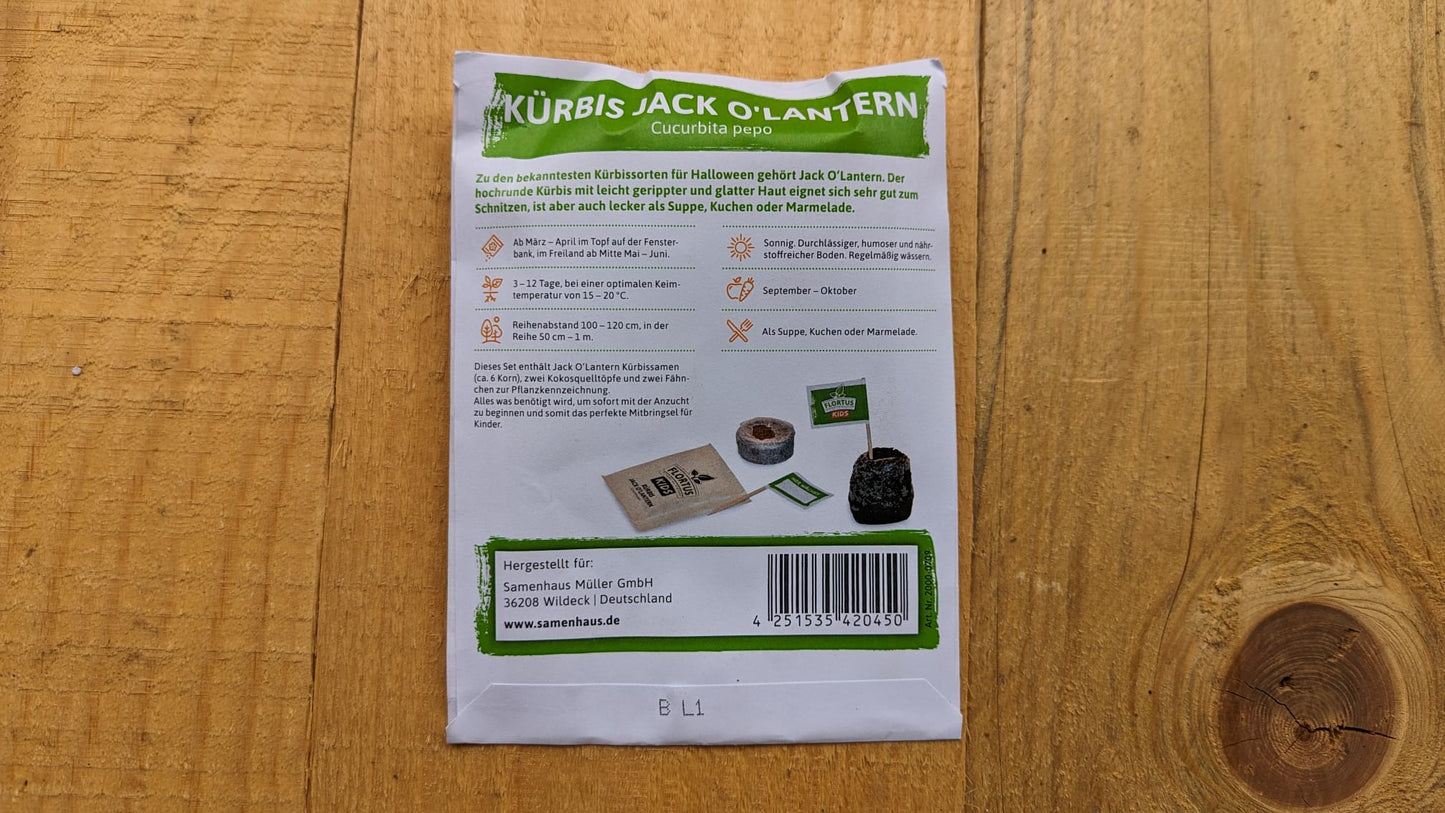 KÜRBIS JACK O'LANTERN
Cucurbita pepo
Zu den bekanntesten Kürbissorten für Halloween gehört Jack O‘Lantern. Der
hochrunde Kürbis mit leicht gerippter und glatter Haut eignet sich sehr gut zum
Schnitzen, ist aber auch lecker als Suppe, Kuchen oder Marmelade.
Ab März – April im Topf auf der Fenster-
bank, im Freiland ab Mitte Mai – Juni.
3 – 12 Tage, bei einer optimalen Keim-
temperatur von 15 – 20 °C.
Reihenabstand 100 – 120 cm, in der
Reihe 50 cm – 1 m.
Sonnig. Durchlässiger, humoser und nähr-
stoffreicher Boden. Regelmäßig wässern.
September – Oktober
Als Suppe, Kuchen oder Marmelade.
Dieses Set enthält Jack O‘Lantern Kürbissamen
(ca. 6 Korn), zwei Kokosquelltöpfe und zwei Fähn-
chen zur Pflanzkennzeichnung.
Alles was benötigt wird, um sofort mit der Anzucht
zu beginnen und somit das perfekte Mitbringsel für
Kinder.
FLORTUS
KIDS
FLORTUS
KIDS
KÜRBIS
JACK O'LANTERN
Hergestellt für:
Samenhaus Müller GmbH
36208 Wildeck | Deutschland
www.samenhaus.de
4 251535 420450
Art. Nr. 2000-0709
B L1